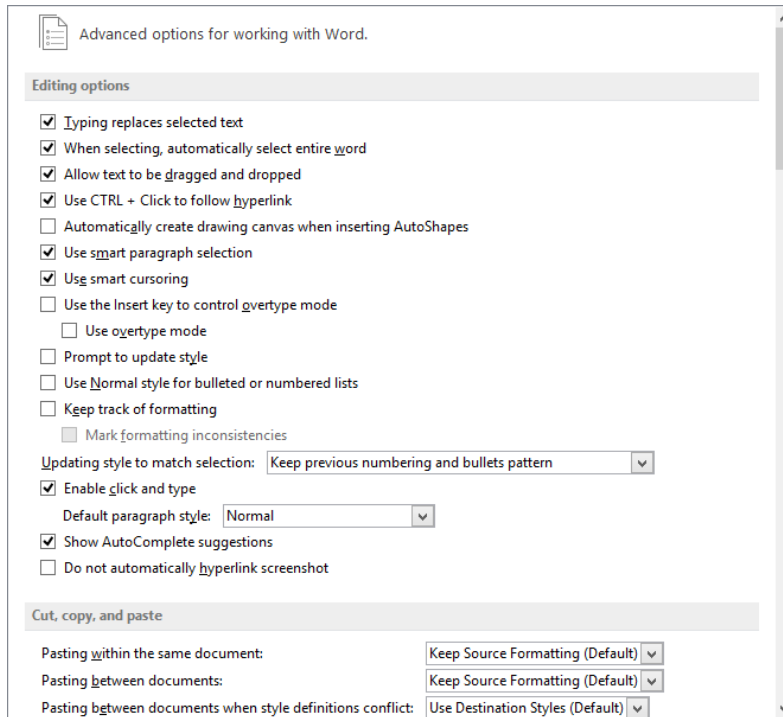 Advanced options for working with Word.
Editing options
Typing replaces selected text
When selecting, automatically select entire word
Allow text to be dragged and dropped
Use CTRL + Click to follow hyperlink
Automatically create drawing canvas when inserting AutoShapes
Use smart paragraph selection
Use smart cursoring
Use the Insert key to control overtype mode
Use overtype mode
Prompt to update style
Use Normal style for bulleted or numbered lists
Keep track of formatting
Mark formatting inconsistencies
Updating style to match selection: Keep previous numbering and bullets pattern
Enable click and type
Default paragraph style: Normal
Show AutoComplete suggestions
Do not automatically hyperlink screenshot
Cut, copy, and paste
Pasting within the same document: Keep Source Formatting (Default)
Pasting between documents: Keep Source Formatting (Default)
Pasting between documents when style definitions conflict: Use Destination Styles (Default)